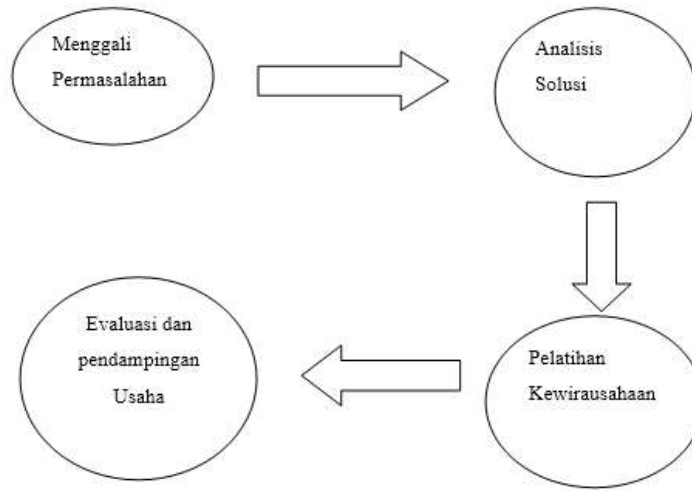 Menggali
Permasalahan
Analisis
Solusi
Pelatihan
Kewirausahaan
Evaluasi dan
pendampingan
Usaha